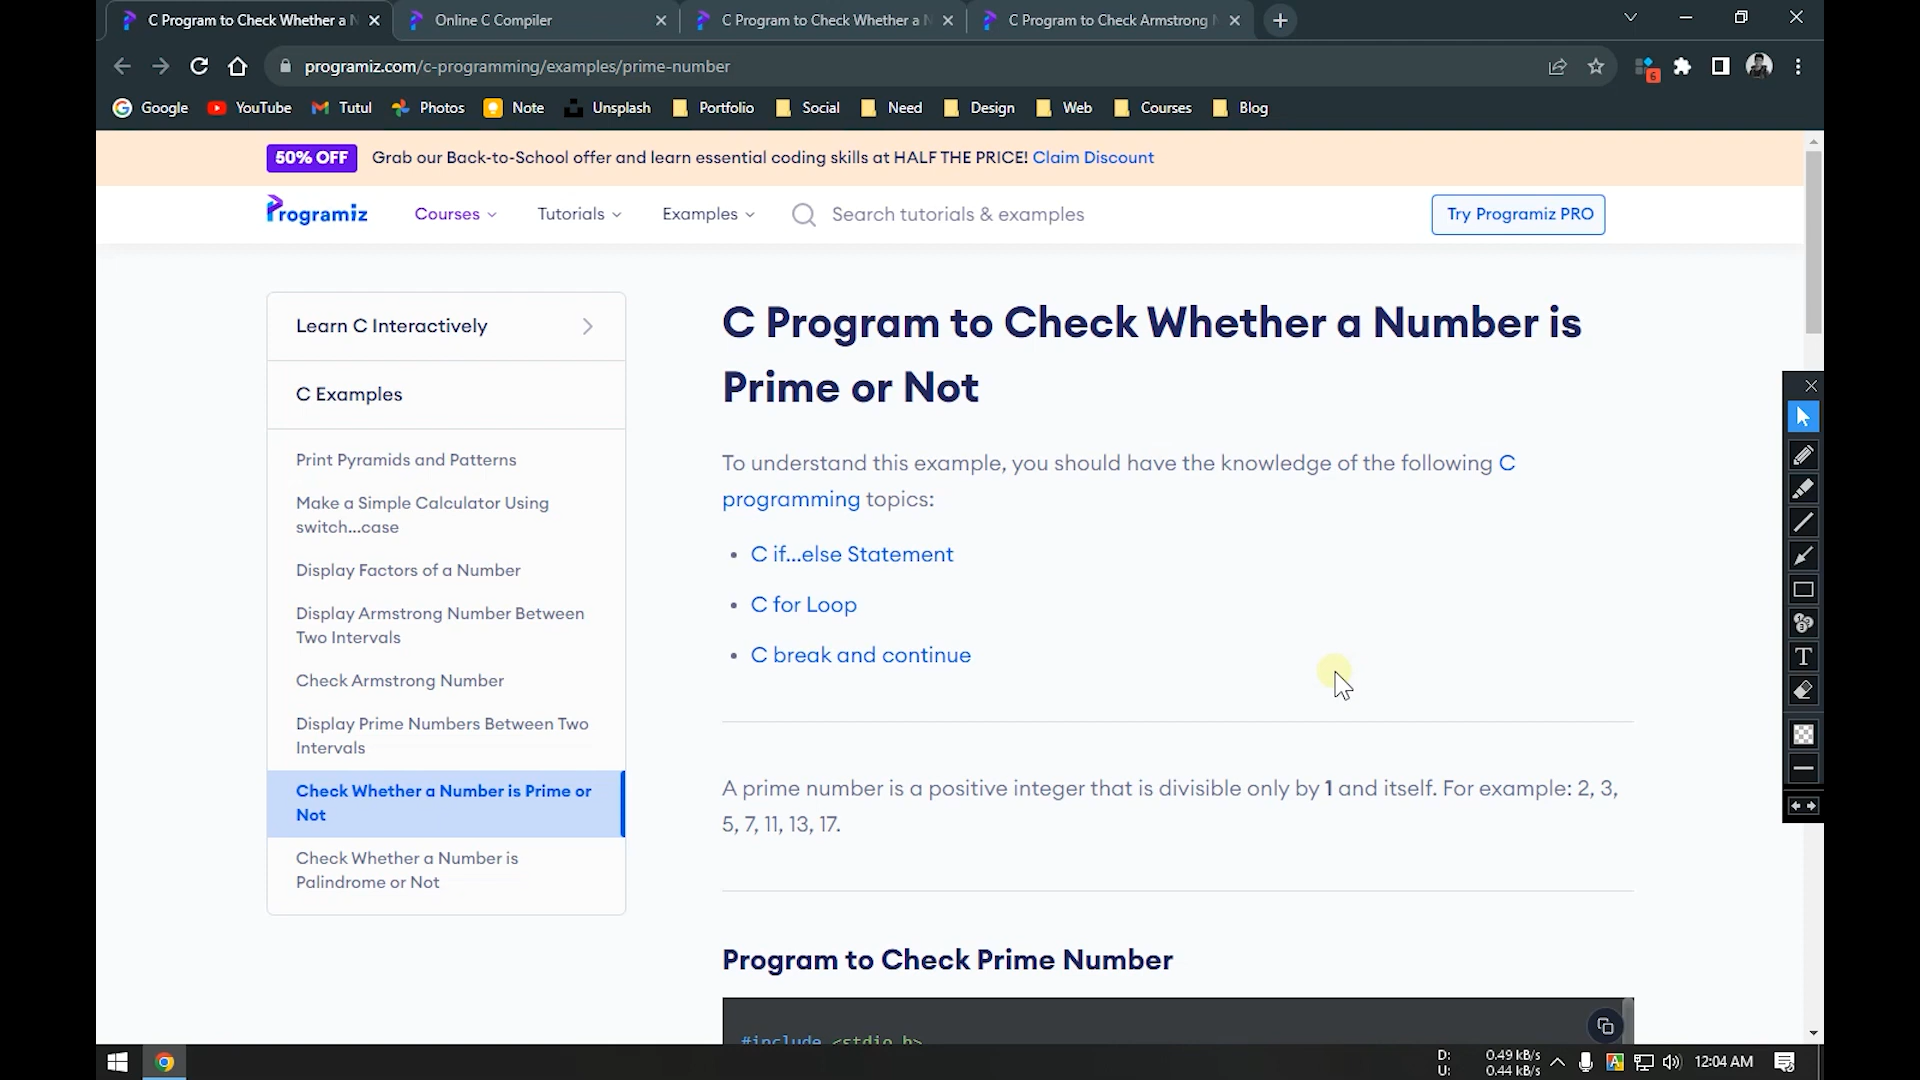 C Program to Check Whether a N
Online C Compiler
C Program to Check Whether a N
C Program to Check Armstrong N
programiz.com/c-programming/examples/prime-number
6
Google
YouTube
Tutul
Photos
Note
Unsplash
Portfolio
Social
Need
Design
Web
Courses
Blog
50% OFF Grab our Back-to-School offer and learn essential coding skills at HALF THE PRICE! Claim Discount
Programiz
Courses
Tutorials
Examples
Search tutorials & examples
Try Programiz PRO
Learn C Interactively
C Examples
Print Pyramids and Patterns
Make a Simple Calculator Using
switch...case
Display Factors of a Number
Display Armstrong Number Between
Two Intervals
Check Armstrong Number
Display Prime Numbers Between Two
Intervals
Check Whether a Number is Prime or
Not
Check Whether a Number is
Palindrome or Not
C Program to Check Whether a Number is
Prime or Not
To understand this example, you should have the knowledge of the following C
programming topics:
• C if...else Statement
• C for Loop
• C break and continue
A prime number is a positive integer that is divisible only by 1 and itself. For example: 2, 3,
5, 7, 11, 13, 17.
Program to Check Prime Number
#include <stdio.h>
T
D: 0.49 kB/s
U: 0.44 kB/s
A
12:04 AM